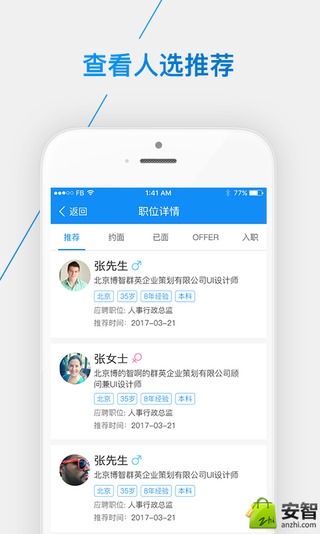 查看人选推荐
FB 1:41 AM 77%
返回 职位详情
推荐 约面 已面 OFFER 入职
张先生
北京博智群英企业策划有限公司UI设计师
北京 35岁 8年经验 本科
应聘职位: 人事行政总监
推荐时间: 2017-03-21
张女士
北京博的智啊的群英企业策划有限公司顾
问兼UI设计师
北京 35岁 8年经验 本科
应聘职位: 人事行政总监
推荐时间: 2017-03-21
张先生
北京博智群英企业策划有限公司UI设计师
北京 35岁 8年经验 本科
应聘职位: 人事行政总监
推荐时间: 2017-03-21
Zhi 安智
anzhi.com